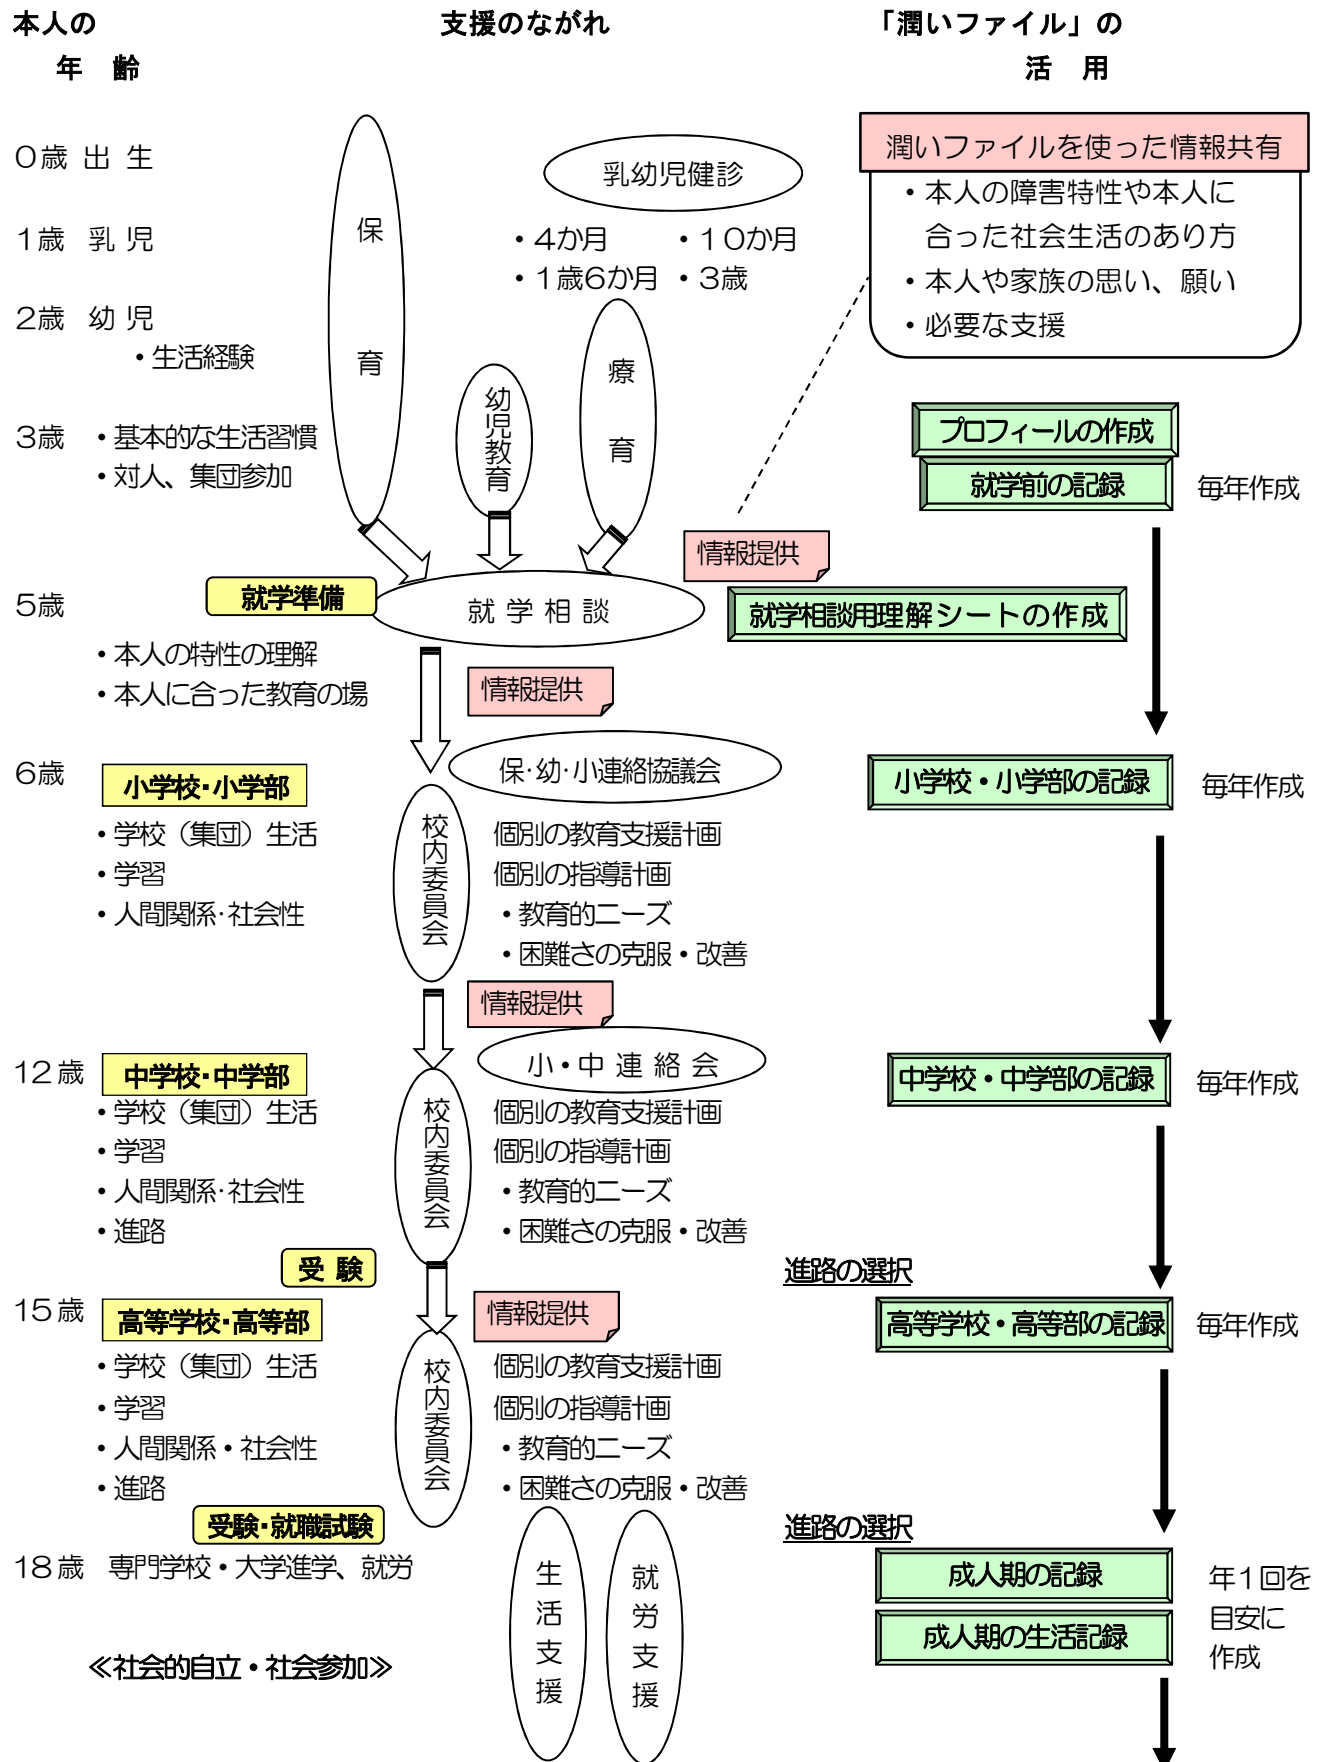 本人の
年 齢
支援のながれ
「潤いファイル」の
活 用
0歳 出 生
乳幼児健診
潤いファイルを使った情報共有
・本人の障害特性や本人に
合った社会生活のあり方
・本人や家族の思い、願い
・必要な支援
1歳 乳 児
保育
・4か月 ・10か月
・1歳6か月 ・3歳
2歳 幼 児
・生活経験
療育
幼児教育
3歳 ・基本的な生活習慣
・対人、集団参加
プロフィールの作成
就学前の記録
毎年作成
情報提供
5歳
就学準備
就 学 相 談
就学相談用理解シートの作成
・本人の特性の理解
・本人に合った教育の場
情報提供
6歳
小学校・小学部
保・幼・小連絡協議会
小学校・小学部の記録
毎年作成
・学校（集団）生活
・学習
・人間関係・社会性
校内委員会
個別の教育支援計画
個別の指導計画
・教育的ニーズ
・困難さの克服・改善
情報提供
12歳
中学校・中学部
小・中 連 絡 会
中学校・中学部の記録
毎年作成
・学校（集団）生活
・学習
・人間関係・社会性
・進路
校内委員会
個別の教育支援計画
個別の指導計画
・教育的ニーズ
・困難さの克服・改善
受 験
進路の選択
15歳
高等学校・高等部
情報提供
高等学校・高等部の記録
毎年作成
・学校（集団）生活
・学習
・人間関係・社会性
・進路
校内委員会
個別の教育支援計画
個別の指導計画
・教育的ニーズ
・困難さの克服・改善
受験・就職試験
進路の選択
18歳 専門学校・大学進学、就労
生活支援
就労支援
成人期の記録
成人期の生活記録
年1回を
目安に
作成
≪社会的自立・社会参加≫